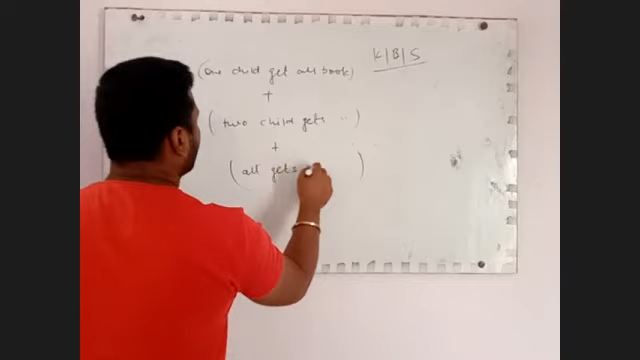 K|B|S
(One child get all book)
+
(two child gets " )
+
(all gets )